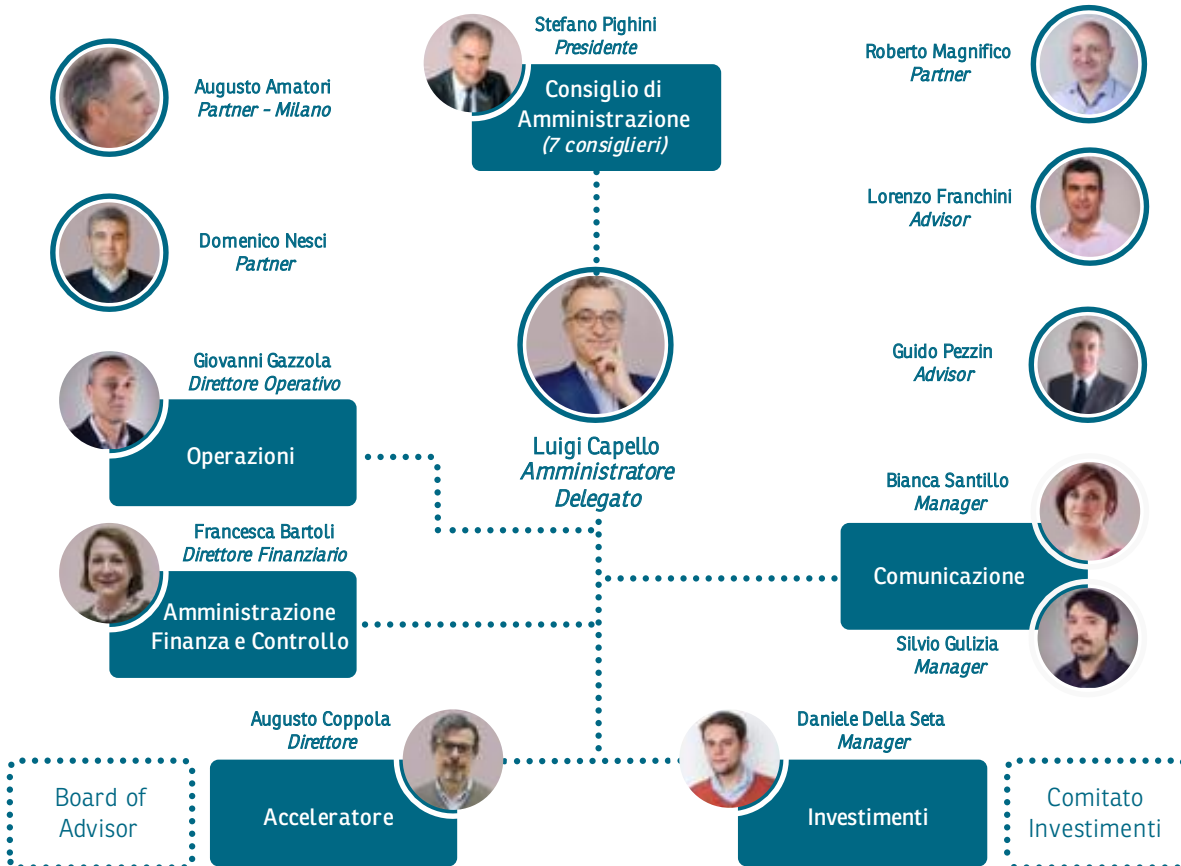 Stefano Pighini
Presidente
Consiglio di
Amministrazione
(7 consiglieri)
Augusto Amatori
Partner - Milano
Roberto Magnifico
Partner
Domenico Nesci
Partner
Lorenzo Franchini
Advisor
Giovanni Gazzola
Direttore Operativo
Operazioni
Guido Pezzin
Advisor
Luigi Capello
Amministratore
Delegato
Bianca Santillo
Manager
Comunicazione
Silvio Gulizia
Manager
Francesca Bartoli
Direttore Finanziario
Amministrazione
Finanza e Controllo
Augusto Coppola
Direttore
Acceleratore
Daniele Della Seta
Manager
Investimenti
Board of
Advisor
Comitato
Investimenti